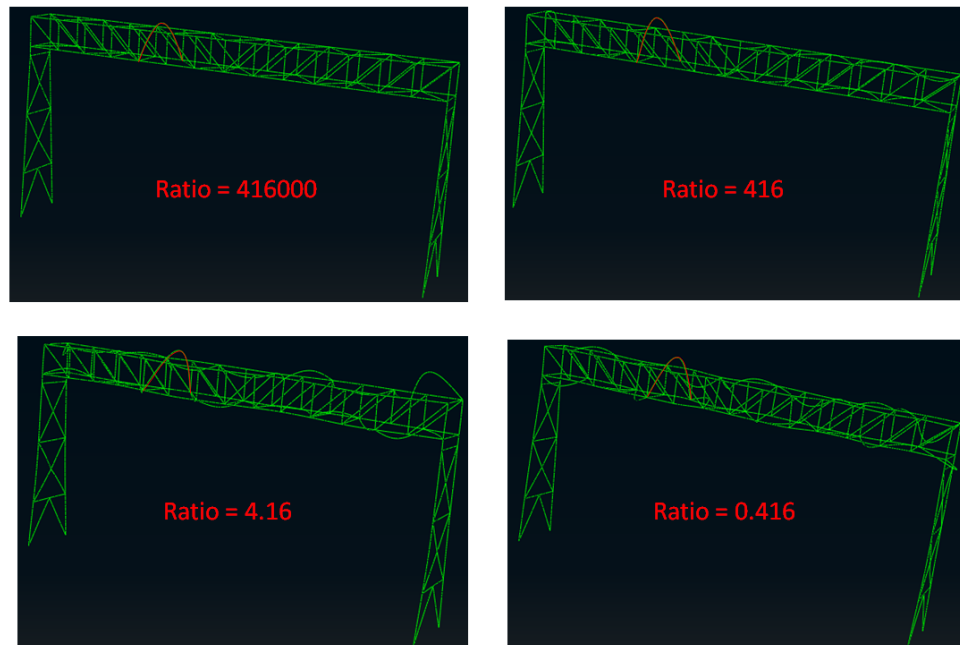 Ratio = 416000
Ratio = 416
Ratio = 4.16
Ratio = 0.416